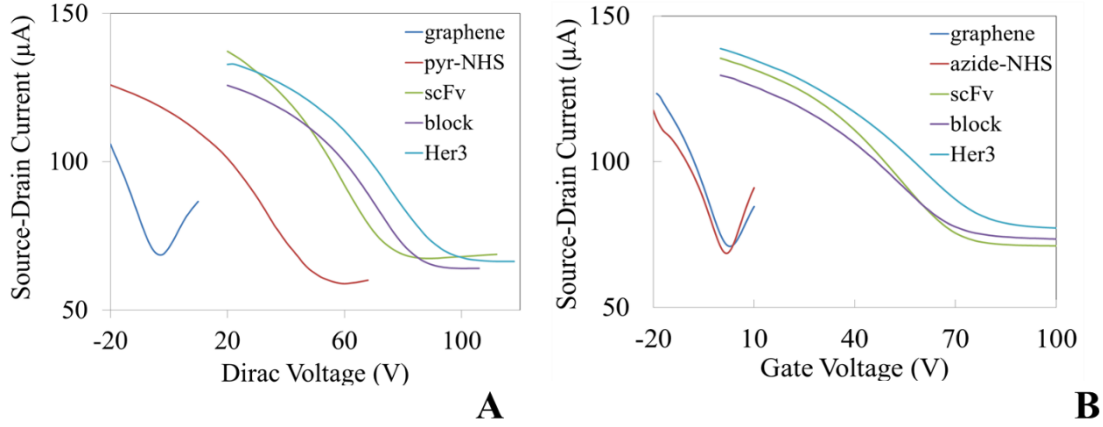 150
100
50
Source-Drain Current (µA)
graphene
pyr-NHS
scFv
block
Her3
-20
20
60
100
Dirac Voltage (V)
A
150
100
50
Source-Drain Current (µA)
graphene
azide-NHS
scFv
block
Her3
-20
10
40
70
100
Gate Voltage (V)
B